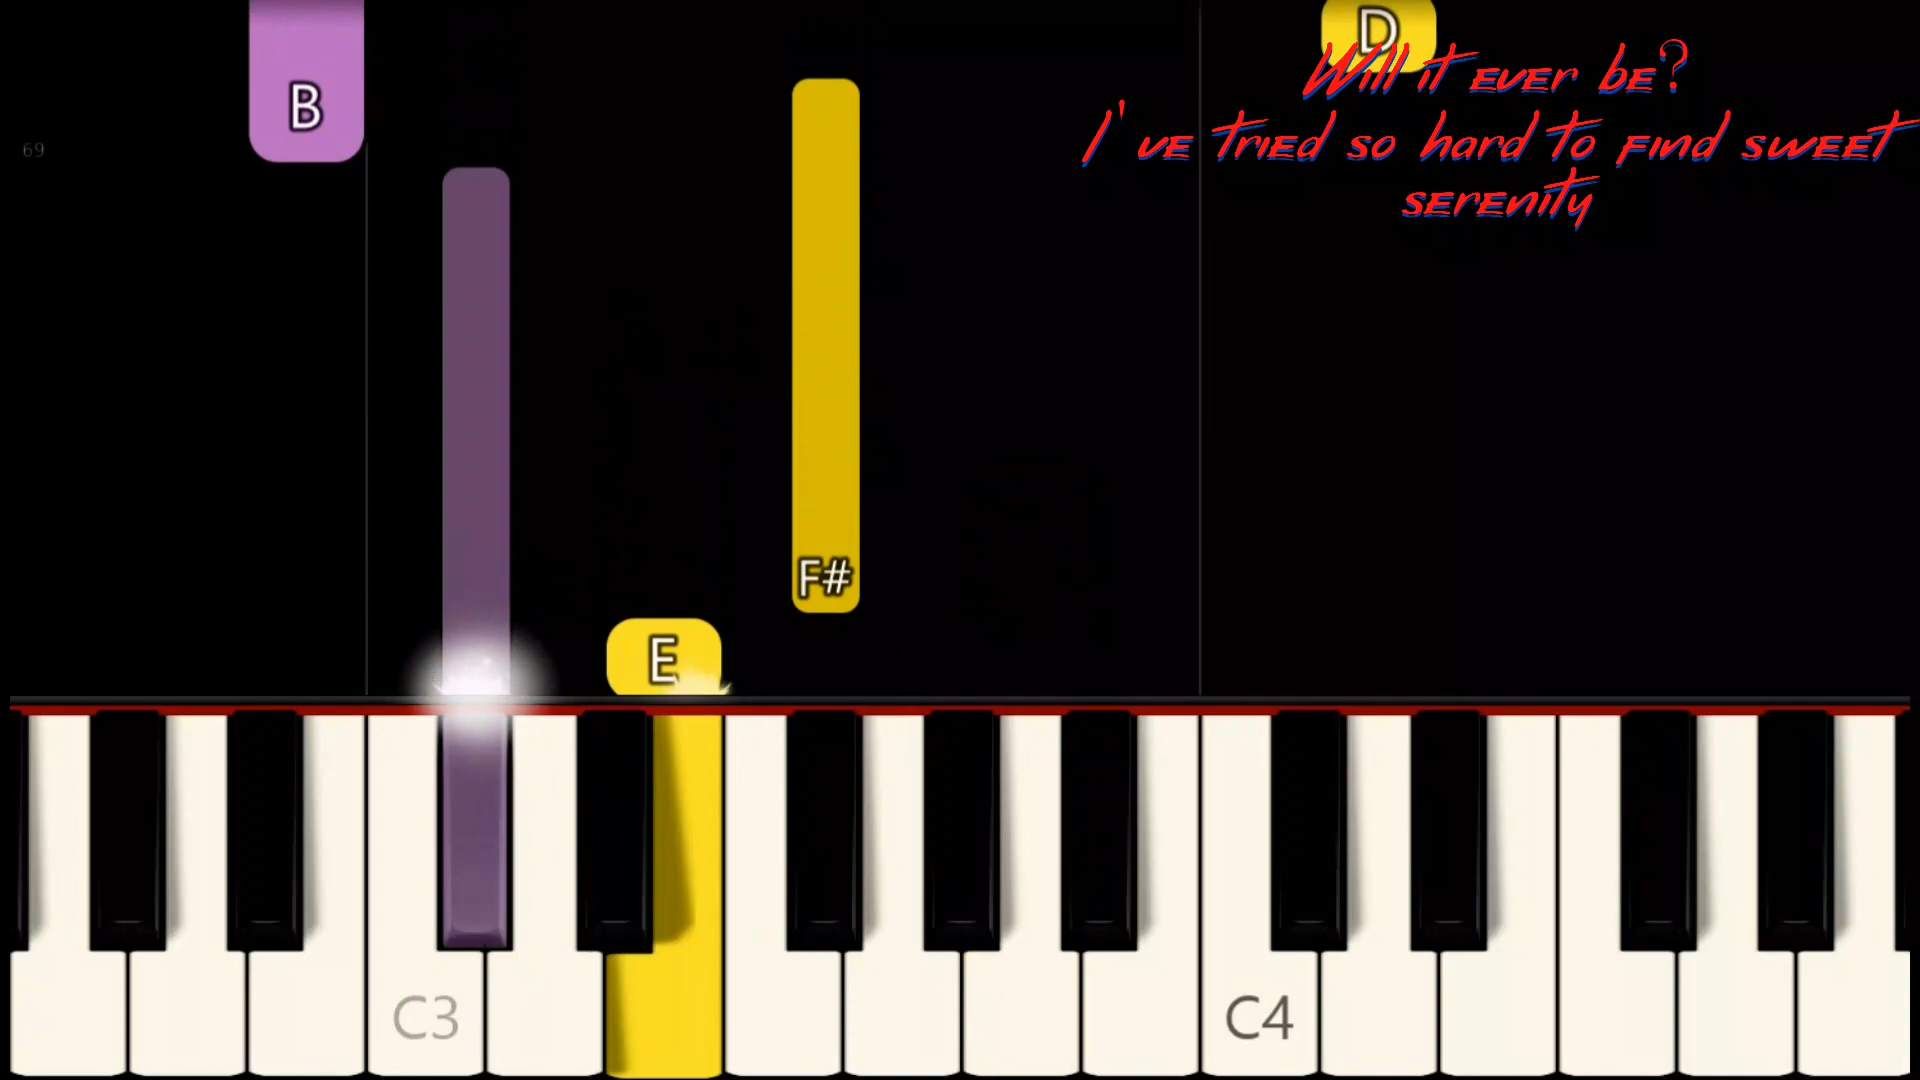 D
Will it ever be?
B
I've tried so hard to find sweet
69
serenity
F#
E
C3
C4